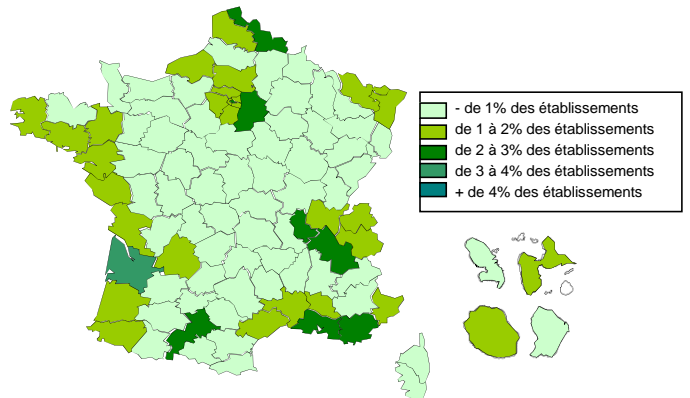 - de 1% des établissements
de 1 à 2% des établissements
de 2 à 3% des établissements
de 3 à 4% des établissements
+ de 4% des établissements